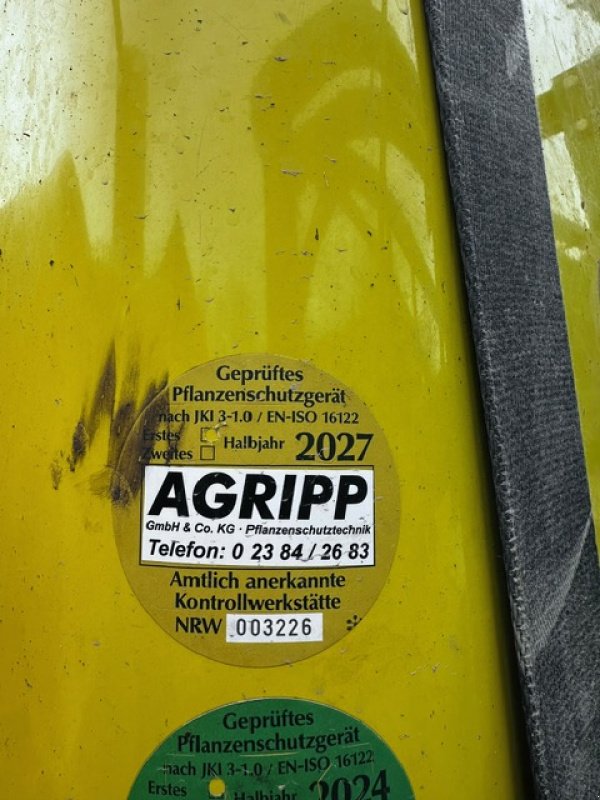 Geprüftes
Pflanzenschutzgerät
nach JKI 3-1.0 / EN-ISO 16122
Erstes
Zweites
Halbjahr 2027
AGRIPP
GmbH & Co. KG · Pflanzenschutztechnik
Telefon: 0 23 84 / 26 83
Amtlich anerkannte
Kontrollwerkstätte
NRW 003226
Geprüftes
Pflanzenschutzgerät
nach JKI 3-1.0 / EN-ISO 16122
Erstes
Halbjahr 2024